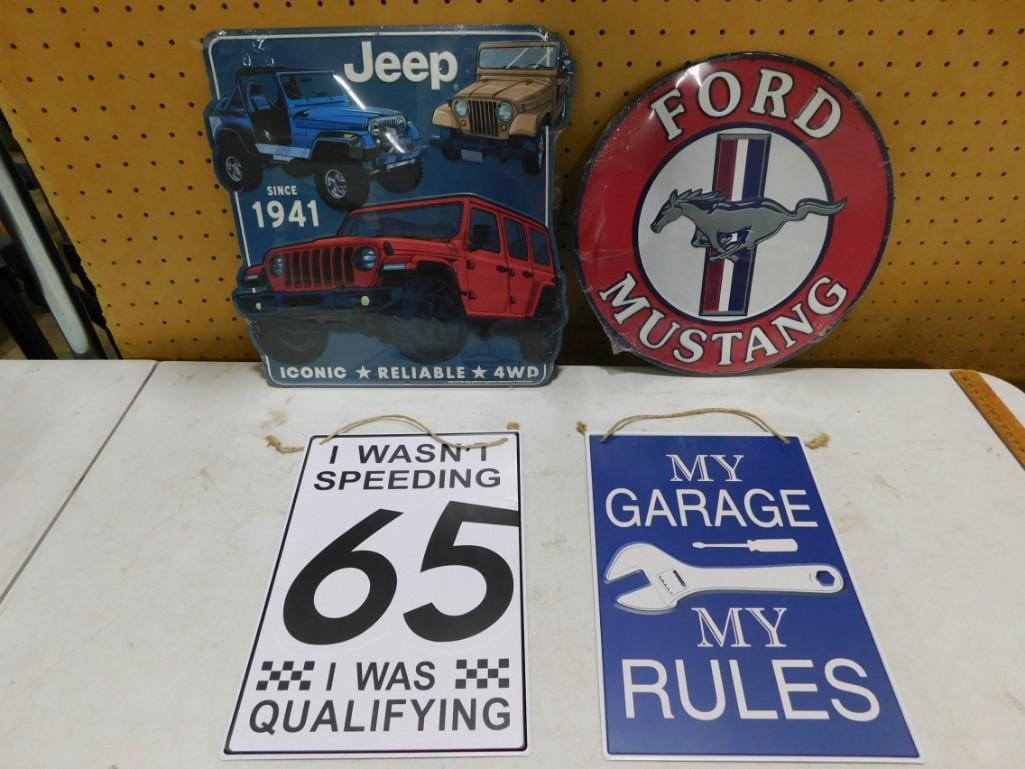 Jeep
SINCE
1941
ICONIC ★ RELIABLE ★ 4WD
FORD
MUSTANG
I WASN'T
SPEEDING
65
I WAS
QUALIFYING
MY
GARAGE
MY
RULES